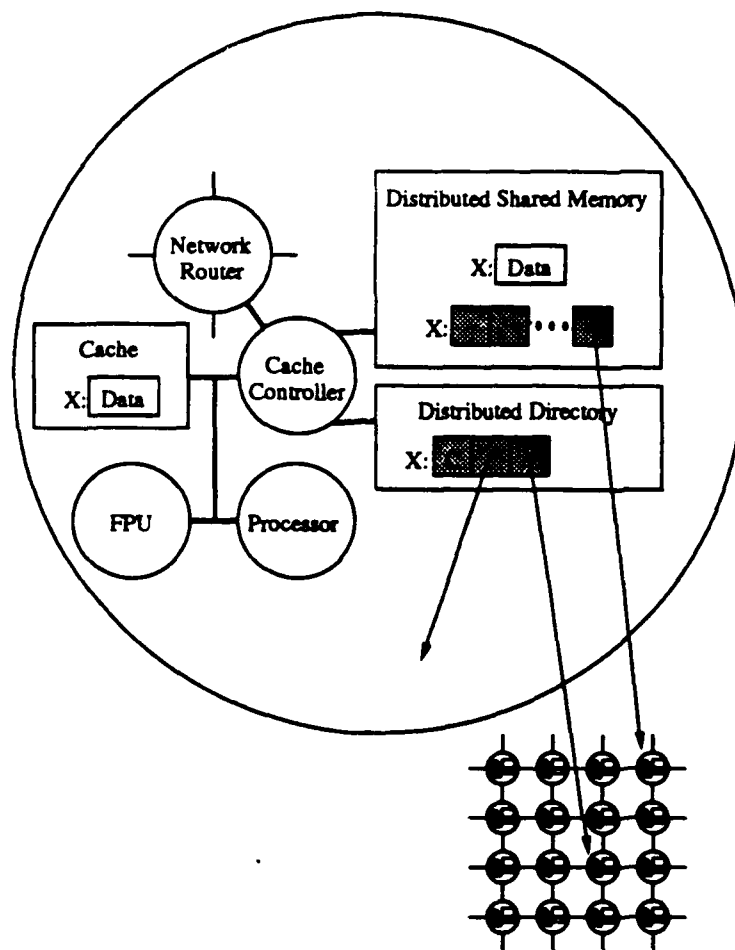 Distributed Shared Memory
X: Data
X:
Network
Router
Cache
Controller
Cache
X: Data
Distributed Directory
X:
FPU
Processor